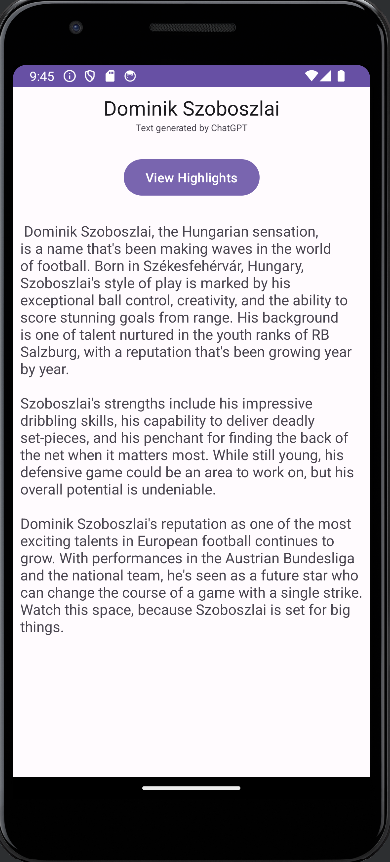 9:45
Dominik Szoboszlai
Text generated by ChatGPT
View Highlights
Dominik Szoboszlai, the Hungarian sensation,
is a name that's been making waves in the world
of football. Born in Székesfehérvár, Hungary,
Szoboszlai's style of play is marked by his
exceptional ball control, creativity, and the ability to
score stunning goals from range. His background
is one of talent nurtured in the youth ranks of RB
Salzburg, with a reputation that's been growing year
by year.
Szoboszlai's strengths include his impressive
dribbling skills, his capability to deliver deadly
set-pieces, and his penchant for finding the back of
the net when it matters most. While still young, his
defensive game could be an area to work on, but his
overall potential is undeniable.
Dominik Szoboszlai's reputation as one of the most
exciting talents in European football continues to
grow. With performances in the Austrian Bundesliga
and the national team, he's seen as a future star who
can change the course of a game with a single strike.
Watch this space, because Szoboszlai is set for big
things.